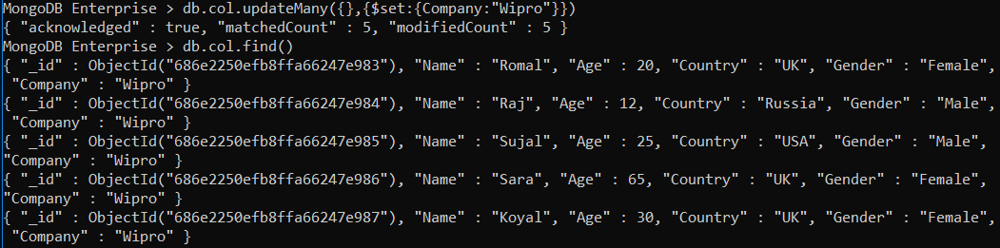 MongoDB Enterprise > db.col.updateMany({},{$set:{Company:"Wipro"}})
{ "acknowledged" : true, "matchedCount" : 5, "modifiedCount" : 5 }
MongoDB Enterprise > db.col.find()
{ "_id" : ObjectId("686e2250efb8ffa66247e983"), "Name" : "Romal", "Age" : 20, "Country" : "UK", "Gender" : "Female",
 "Company" : "Wipro" }
{ "_id" : ObjectId("686e2250efb8ffa66247e984"), "Name" : "Raj", "Age" : 12, "Country" : "Russia", "Gender" : "Male",
 "Company" : "Wipro" }
{ "_id" : ObjectId("686e2250efb8ffa66247e985"), "Name" : "Sujal", "Age" : 25, "Country" : "USA", "Gender" : "Male",
"Company" : "Wipro" }
{ "_id" : ObjectId("686e2250efb8ffa66247e986"), "Name" : "Sara", "Age" : 65, "Country" : "UK", "Gender" : "Female",
"Company" : "Wipro" }
{ "_id" : ObjectId("686e2250efb8ffa66247e987"), "Name" : "Koyal", "Age" : 30, "Country" : "UK", "Gender" : "Female",
 "Company" : "Wipro" }